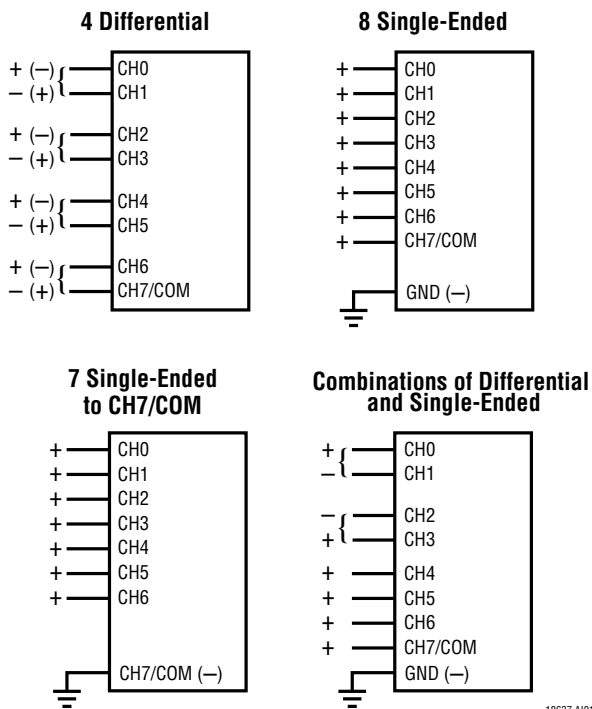 4 Differential
+ (–) { CH0
– (+) CH1
+ (–) { CH2
– (+) CH3
+ (–) { CH4
– (+) CH5
+ (–) { CH6
– (+) CH7/COM
8 Single-Ended
+ CH0
+ CH1
+ CH2
+ CH3
+ CH4
+ CH5
+ CH6
+ CH7/COM
GND (–)
7 Single-Ended
to CH7/COM
+ CH0
+ CH1
+ CH2
+ CH3
+ CH4
+ CH5
+ CH6
CH7/COM (–)
Combinations of Differential
and Single-Ended
+ { CH0
– CH1
– { CH2
+ CH3
+ CH4
+ CH5
+ CH6
+ CH7/COM
GND (–)